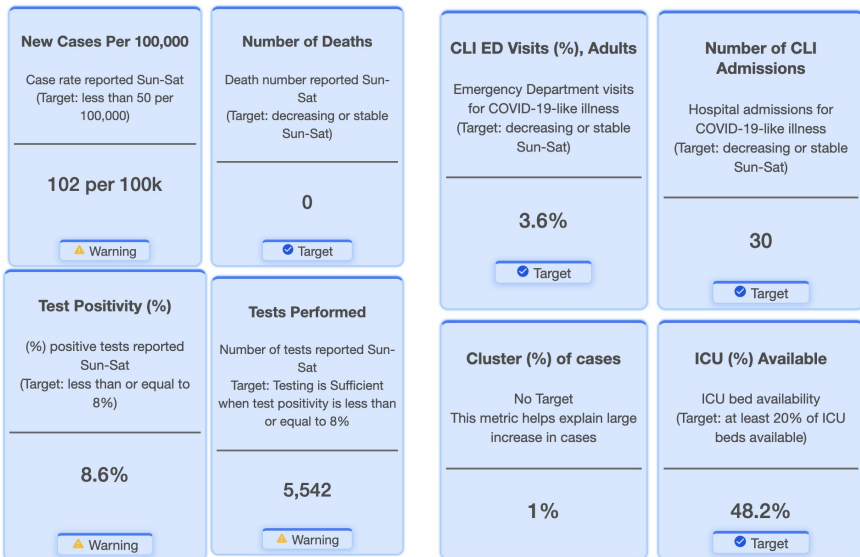 New Cases Per 100,000
Case rate reported Sun-Sat
(Target: less than 50 per
100,000)
102 per 100k
Warning
Number of Deaths
Death number reported Sun-
Sat
(Target: decreasing or stable
Sun-Sat)
0
Target
CLI ED Visits (%), Adults
Emergency Department visits
for COVID-19-like illness
(Target: decreasing or stable
Sun-Sat)
3.6%
Target
Number of CLI
Admissions
Hospital admissions for
COVID-19-like illness
(Target: decreasing or stable
Sun-Sat)
30
Target
Test Positivity (%)
(%) positive tests reported
Sun-Sat
(Target: less than or equal to
8%)
8.6%
Warning
Tests Performed
Number of tests reported Sun-
Sat
Target: Testing is Sufficient
when test positivity is less than
or equal to 8%
5,542
Warning
Cluster (%) of cases
No Target
This metric helps explain large
increase in cases
1%
ICU (%) Available
ICU bed availability
(Target: at least 20% of ICU
beds available)
48.2%
Target